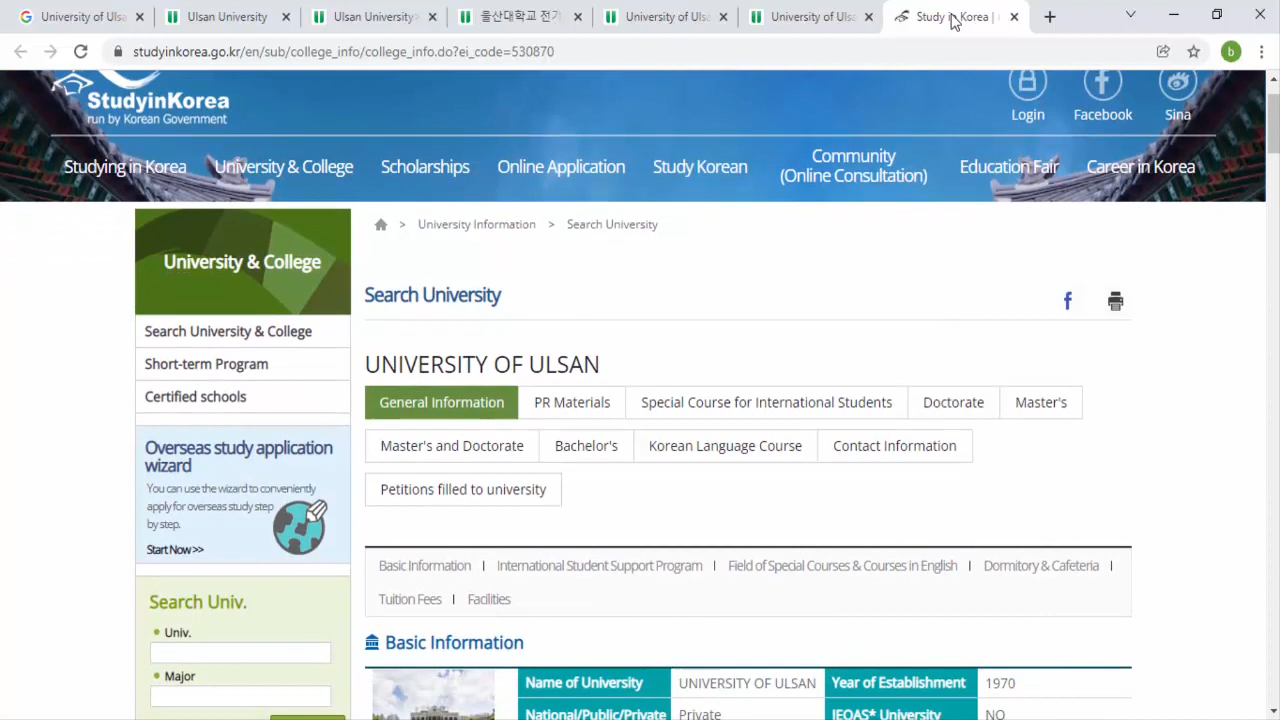 University of Ulsa
Ulsan University
Ulsan University
울산대학교 전기
University of Uls
University of Ulsa
Study in Korea |
studyinkorea.go.kr/en/sub/college_info/college_info.do?ei_code=530870
b
StudyinKorea
run by Korean Government
Login
Facebook
Sina
Studying in Korea
University & College
Scholarships
Online Application
Study Korean
Community
(Online Consultation)
Education Fair
Career in Korea
University & College
Search University & College
Short-term Program
Certified schools
Overseas study application
wizard
You can use the wizard to conveniently
apply for overseas study step
by step.
Start Now >>
Search Univ.
Univ.
Major
> University Information > Search University
Search University
UNIVERSITY OF ULSAN
General Information
PR Materials
Special Course for International Students
Doctorate
Master's
Master's and Doctorate
Bachelor's
Korean Language Course
Contact Information
Petitions filled to university
Basic Information | International Student Support Program | Field of Special Courses & Courses in English | Dormitory & Cafeteria |
Tuition Fees | Facilities
Basic Information
Name of University UNIVERSITY OF ULSAN Year of Establishment 1970
National/Public/Private Private IEQAS* University NO